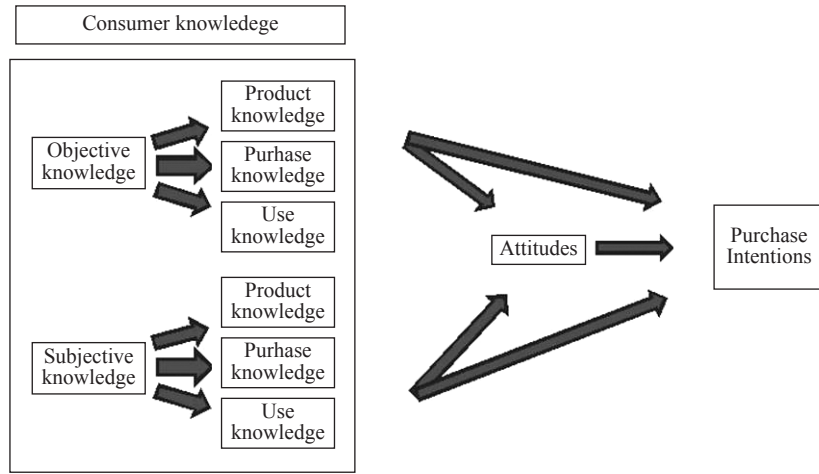 Consumer knowledege
Product
knowledge
Objective
knowledge
Purhase
knowledge
Use
knowledge
Attitudes
Purchase
Intentions
Product
knowledge
Subjective
knowledge
Purhase
knowledge
Use
knowledge